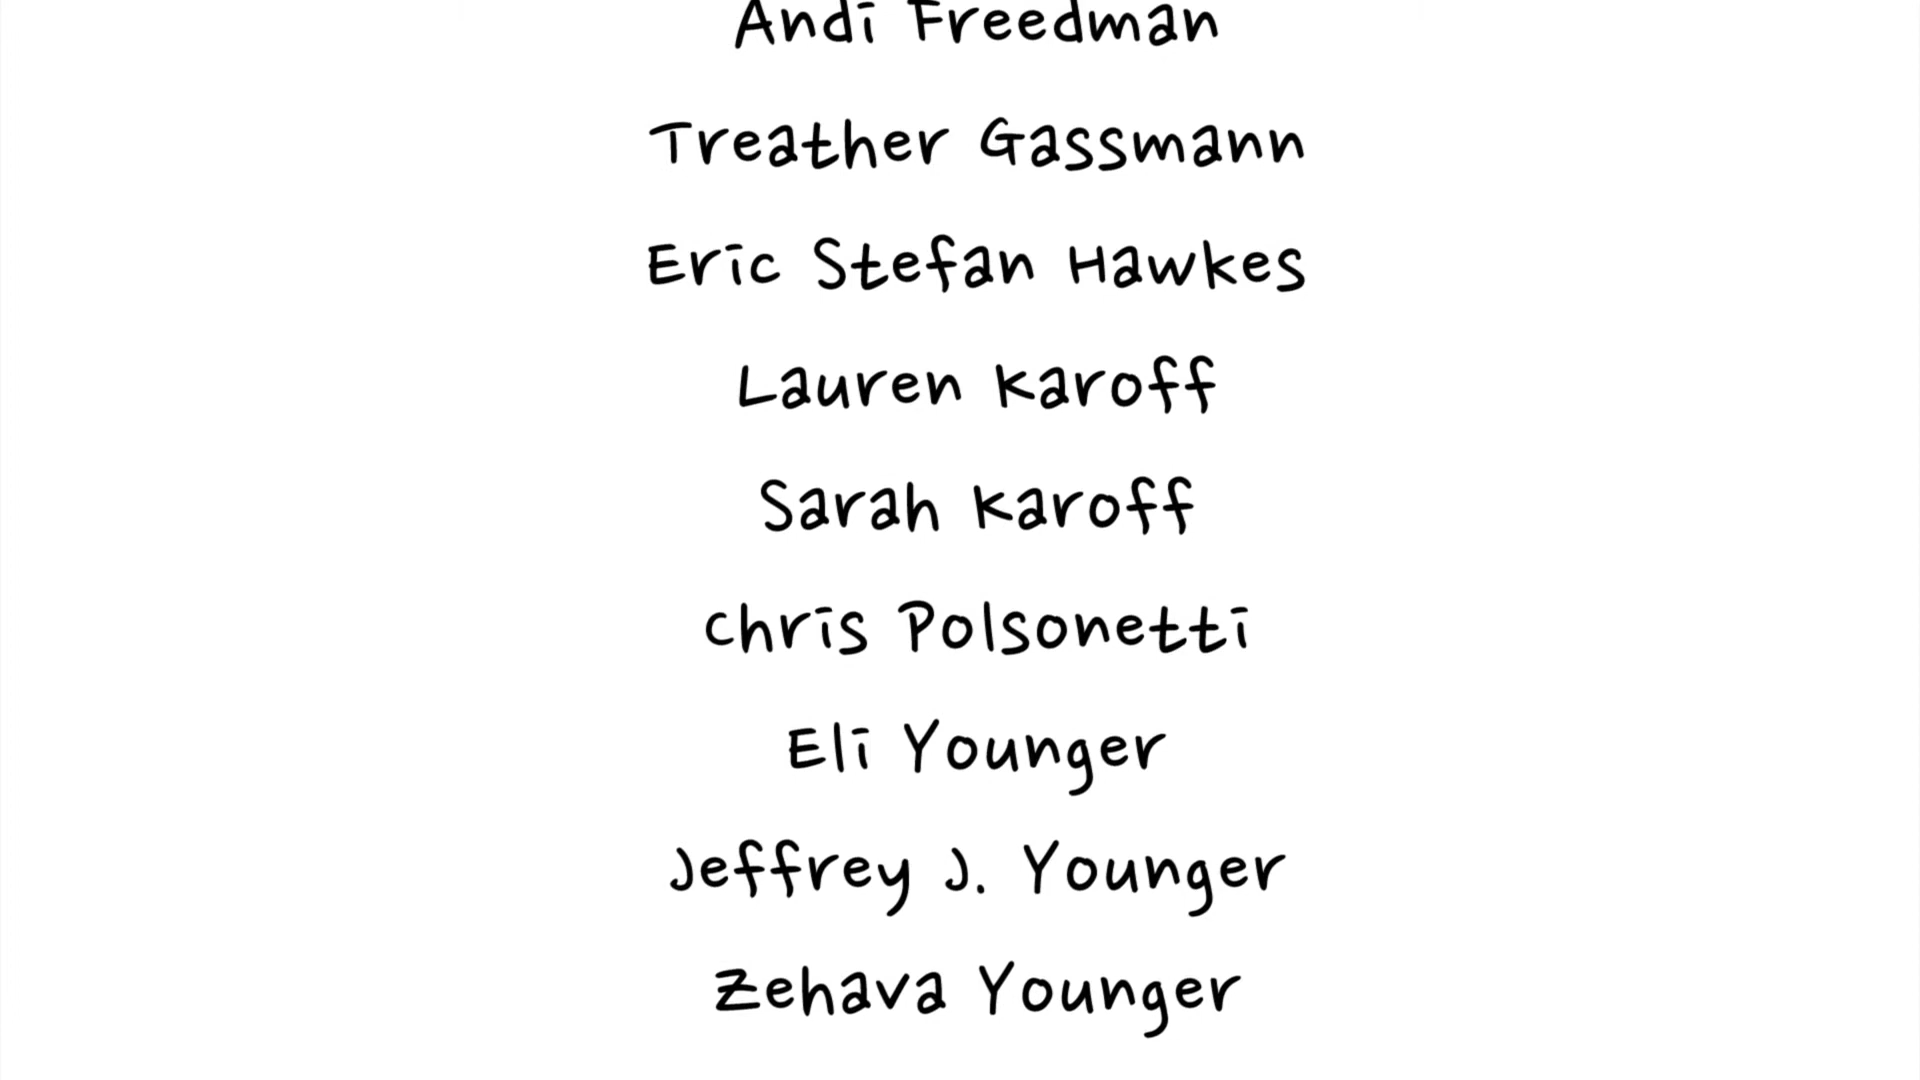 Andi Freedman
Treather Gassmann
Eric Stefan Hawkes
Lauren Karoff
Sarah Karoff
Chris Polsonetti
Eli Younger
Jeffrey J. Younger
Zehava Younger